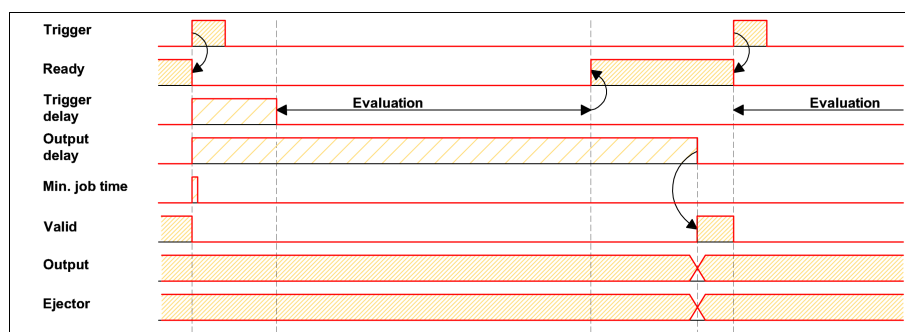 Trigger
Ready
Trigger
delay
Evaluation
Evaluation
Output
delay
Min. job time
Valid
Output
Ejector